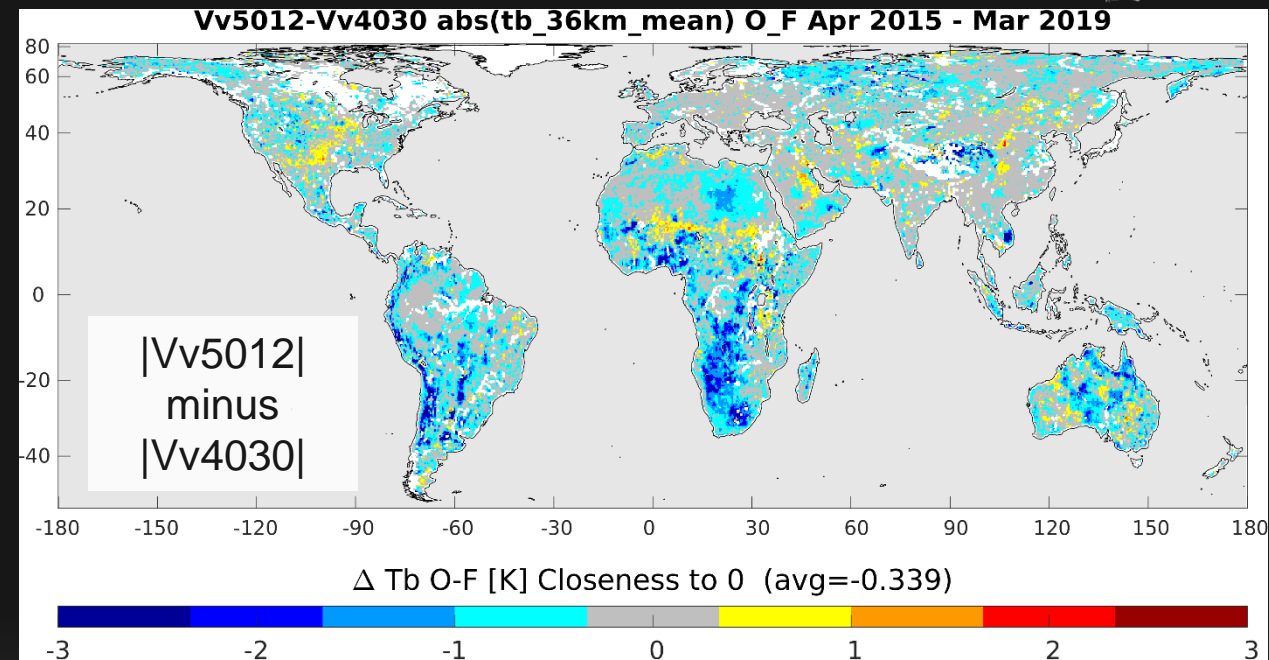 Vv5012-Vv4030 abs(tb_36km_mean) O_F Apr 2015 - Mar 2019
80
60
40
20
0
-20
-40
|Vv5012|
minus
|Vv4030|
-180 -150 -120 -90 -60 -30 0 30 60 90 120 150 180
Δ Tb O-F [K] Closeness to 0 (avg=-0.339)
-3 -2 -1 0 1 2 3